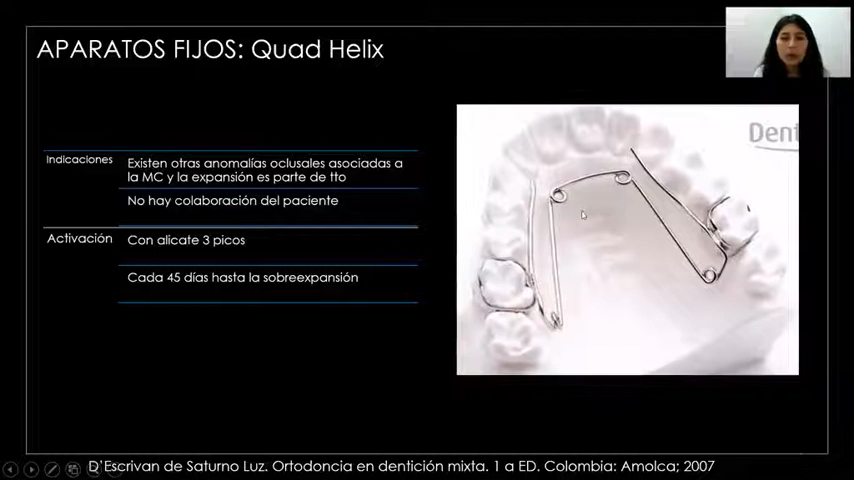 APARATOS FIJOS: Quad Helix
Indicaciones
Existen otras anomalías oclusales asociadas a
la MC y la expansión es parte de tto
No hay colaboración del paciente
Activación
Con alicate 3 picos
Cada 45 días hasta la sobreexpansión
Dent
D'Escrivan de Saturno Luz. Ortodoncia en dentición mixta. 1 a ED. Colombia: Amolca; 2007